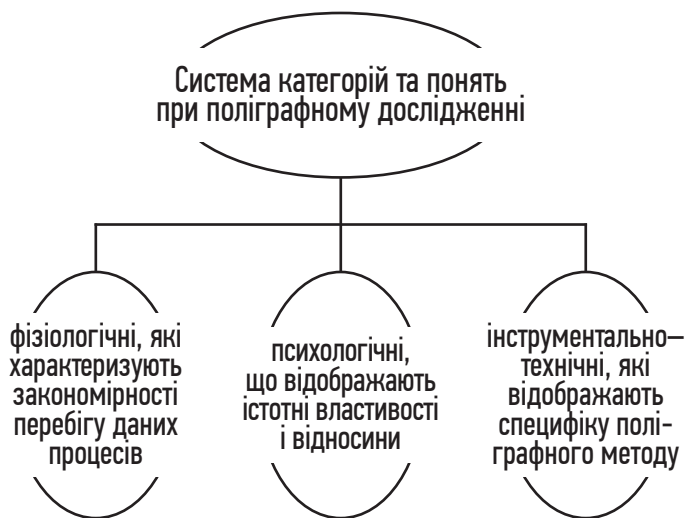 Система категорій та понять
при поліграфному дослідженні
фізіологічні, які
характеризують
закономірності
перебігу даних
процесів
психологічні,
що відображають
істотні властивості
і відносини
інструментально–
технічні, які
відображають
специфіку полі-
графного методу